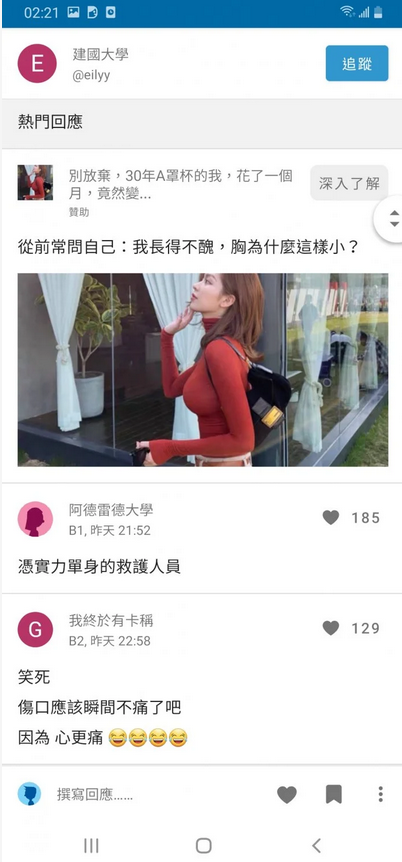 02:21
E
建國大學
@eilyy
追蹤
熱門回應
別放棄，30年A罩杯的我，花了一個
月，竟然變...
贊助
深入了解
從前常問自己：我長得不醜，胸為什麼這樣小？
阿德雷德大學
B1, 昨天 21:52
185
憑實力單身的救護人員
G
我終於有卡稱
B2, 昨天 22:58
129
笑死
傷口應該瞬間不痛了吧
因為 心更痛 😂😂😂😂
撰寫回應......